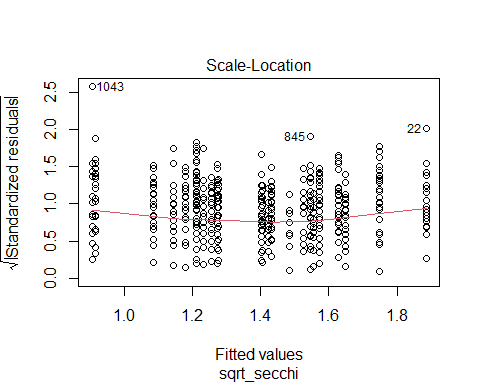 Scale-Location
√|Standardized residuals|
2.5
2.0
1.5
1.0
0.5
0.0
1043
845
22
1.0 1.2 1.4 1.6 1.8
Fitted values
sqrt_secchi